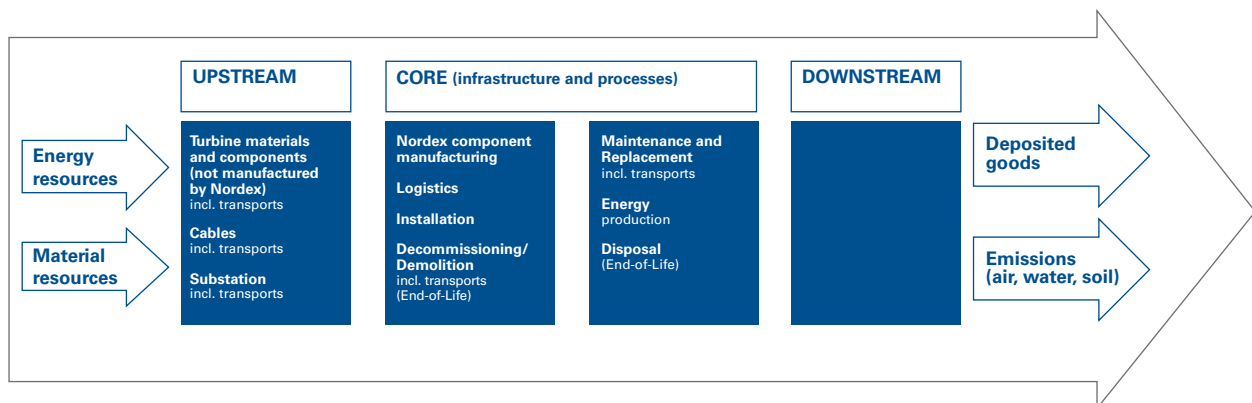 UPSTREAM
CORE (infrastructure and processes)
DOWNSTREAM
Energy
resources
Material
resources
Turbine materials
and components
(not manufactured
by Nordex)
incl. transports
Cables
incl. transports
Substation
incl. transports
Nordex component
manufacturing
Logistics
Installation
Decommissioning/
Demolition
incl. transports
(End-of-Life)
Maintenance and
Replacement
incl. transports
Energy
production
Disposal
(End-of-Life)
Deposited
goods
Emissions
(air, water, soil)